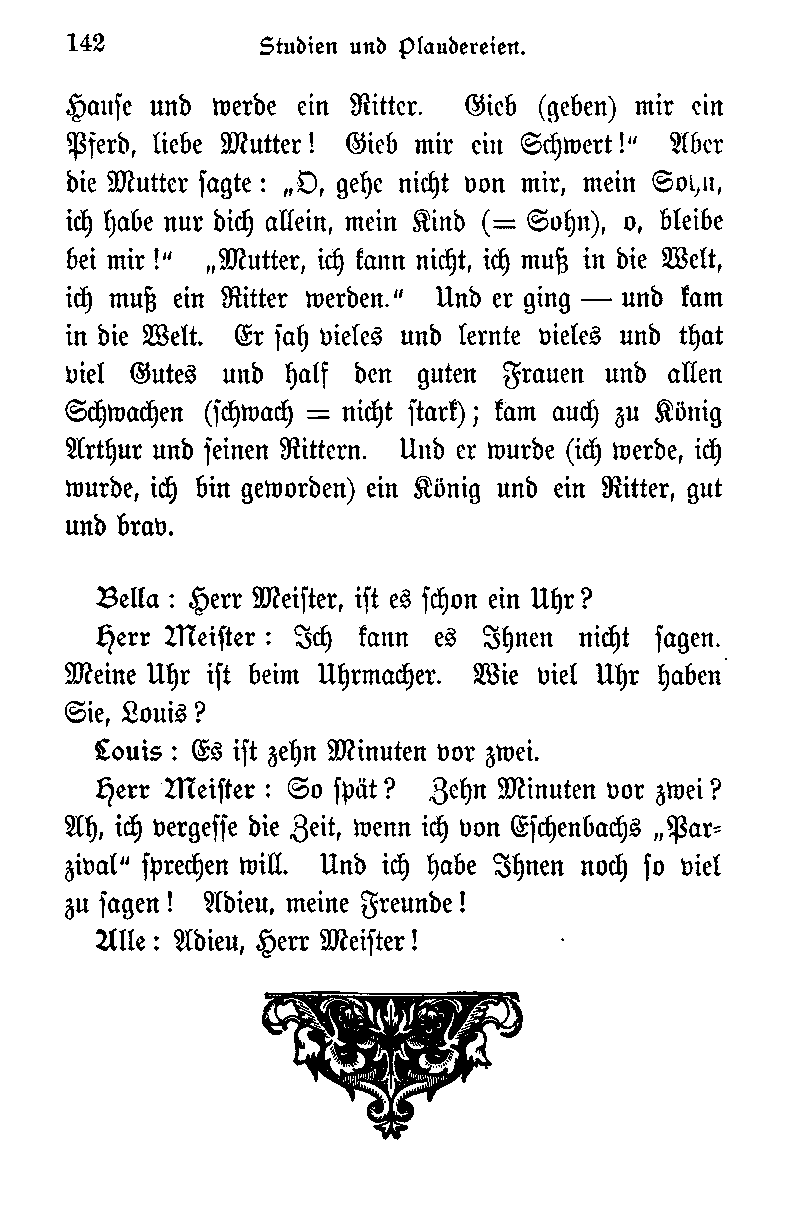 142 Studien und Plaudereien.
Hause und werde ein Ritter. Gieb (geben) mir ein
Pferd, liebe Mutter! Gieb mir ein Schwert!“ Aber
die Mutter sagte: „O, gehe nicht von mir, mein Sohn,
ich habe nur dich allein, mein Kind (= Sohn), o, bleibe
bei mir!“ „Mutter, ich kann nicht, ich muß in die Welt,
ich muß ein Ritter werden.“ Und er ging — und kam
in die Welt. Er sah vieles und lernte vieles und that
viel Gutes und half den guten Frauen und allen
Schwachen (schwach = nicht stark); kam auch zu König
Arthur und seinen Rittern. Und er wurde (ich werde, ich
wurde, ich bin geworden) ein König und ein Ritter, gut
und brav.
Bella: Herr Meister, ist es schon ein Uhr?
Herr Meister: Ich kann es Ihnen nicht sagen.
Meine Uhr ist beim Uhrmacher. Wie viel Uhr haben
Sie, Louis?
Louis: Es ist zehn Minuten vor zwei.
Herr Meister: So spät? Zehn Minuten vor zwei?
Ah, ich vergesse die Zeit, wenn ich von Eschenbachs „Par-
zival“ sprechen will. Und ich habe Ihnen noch so viel
zu sagen! Adieu, meine Freunde!
Alle: Adieu, Herr Meister!